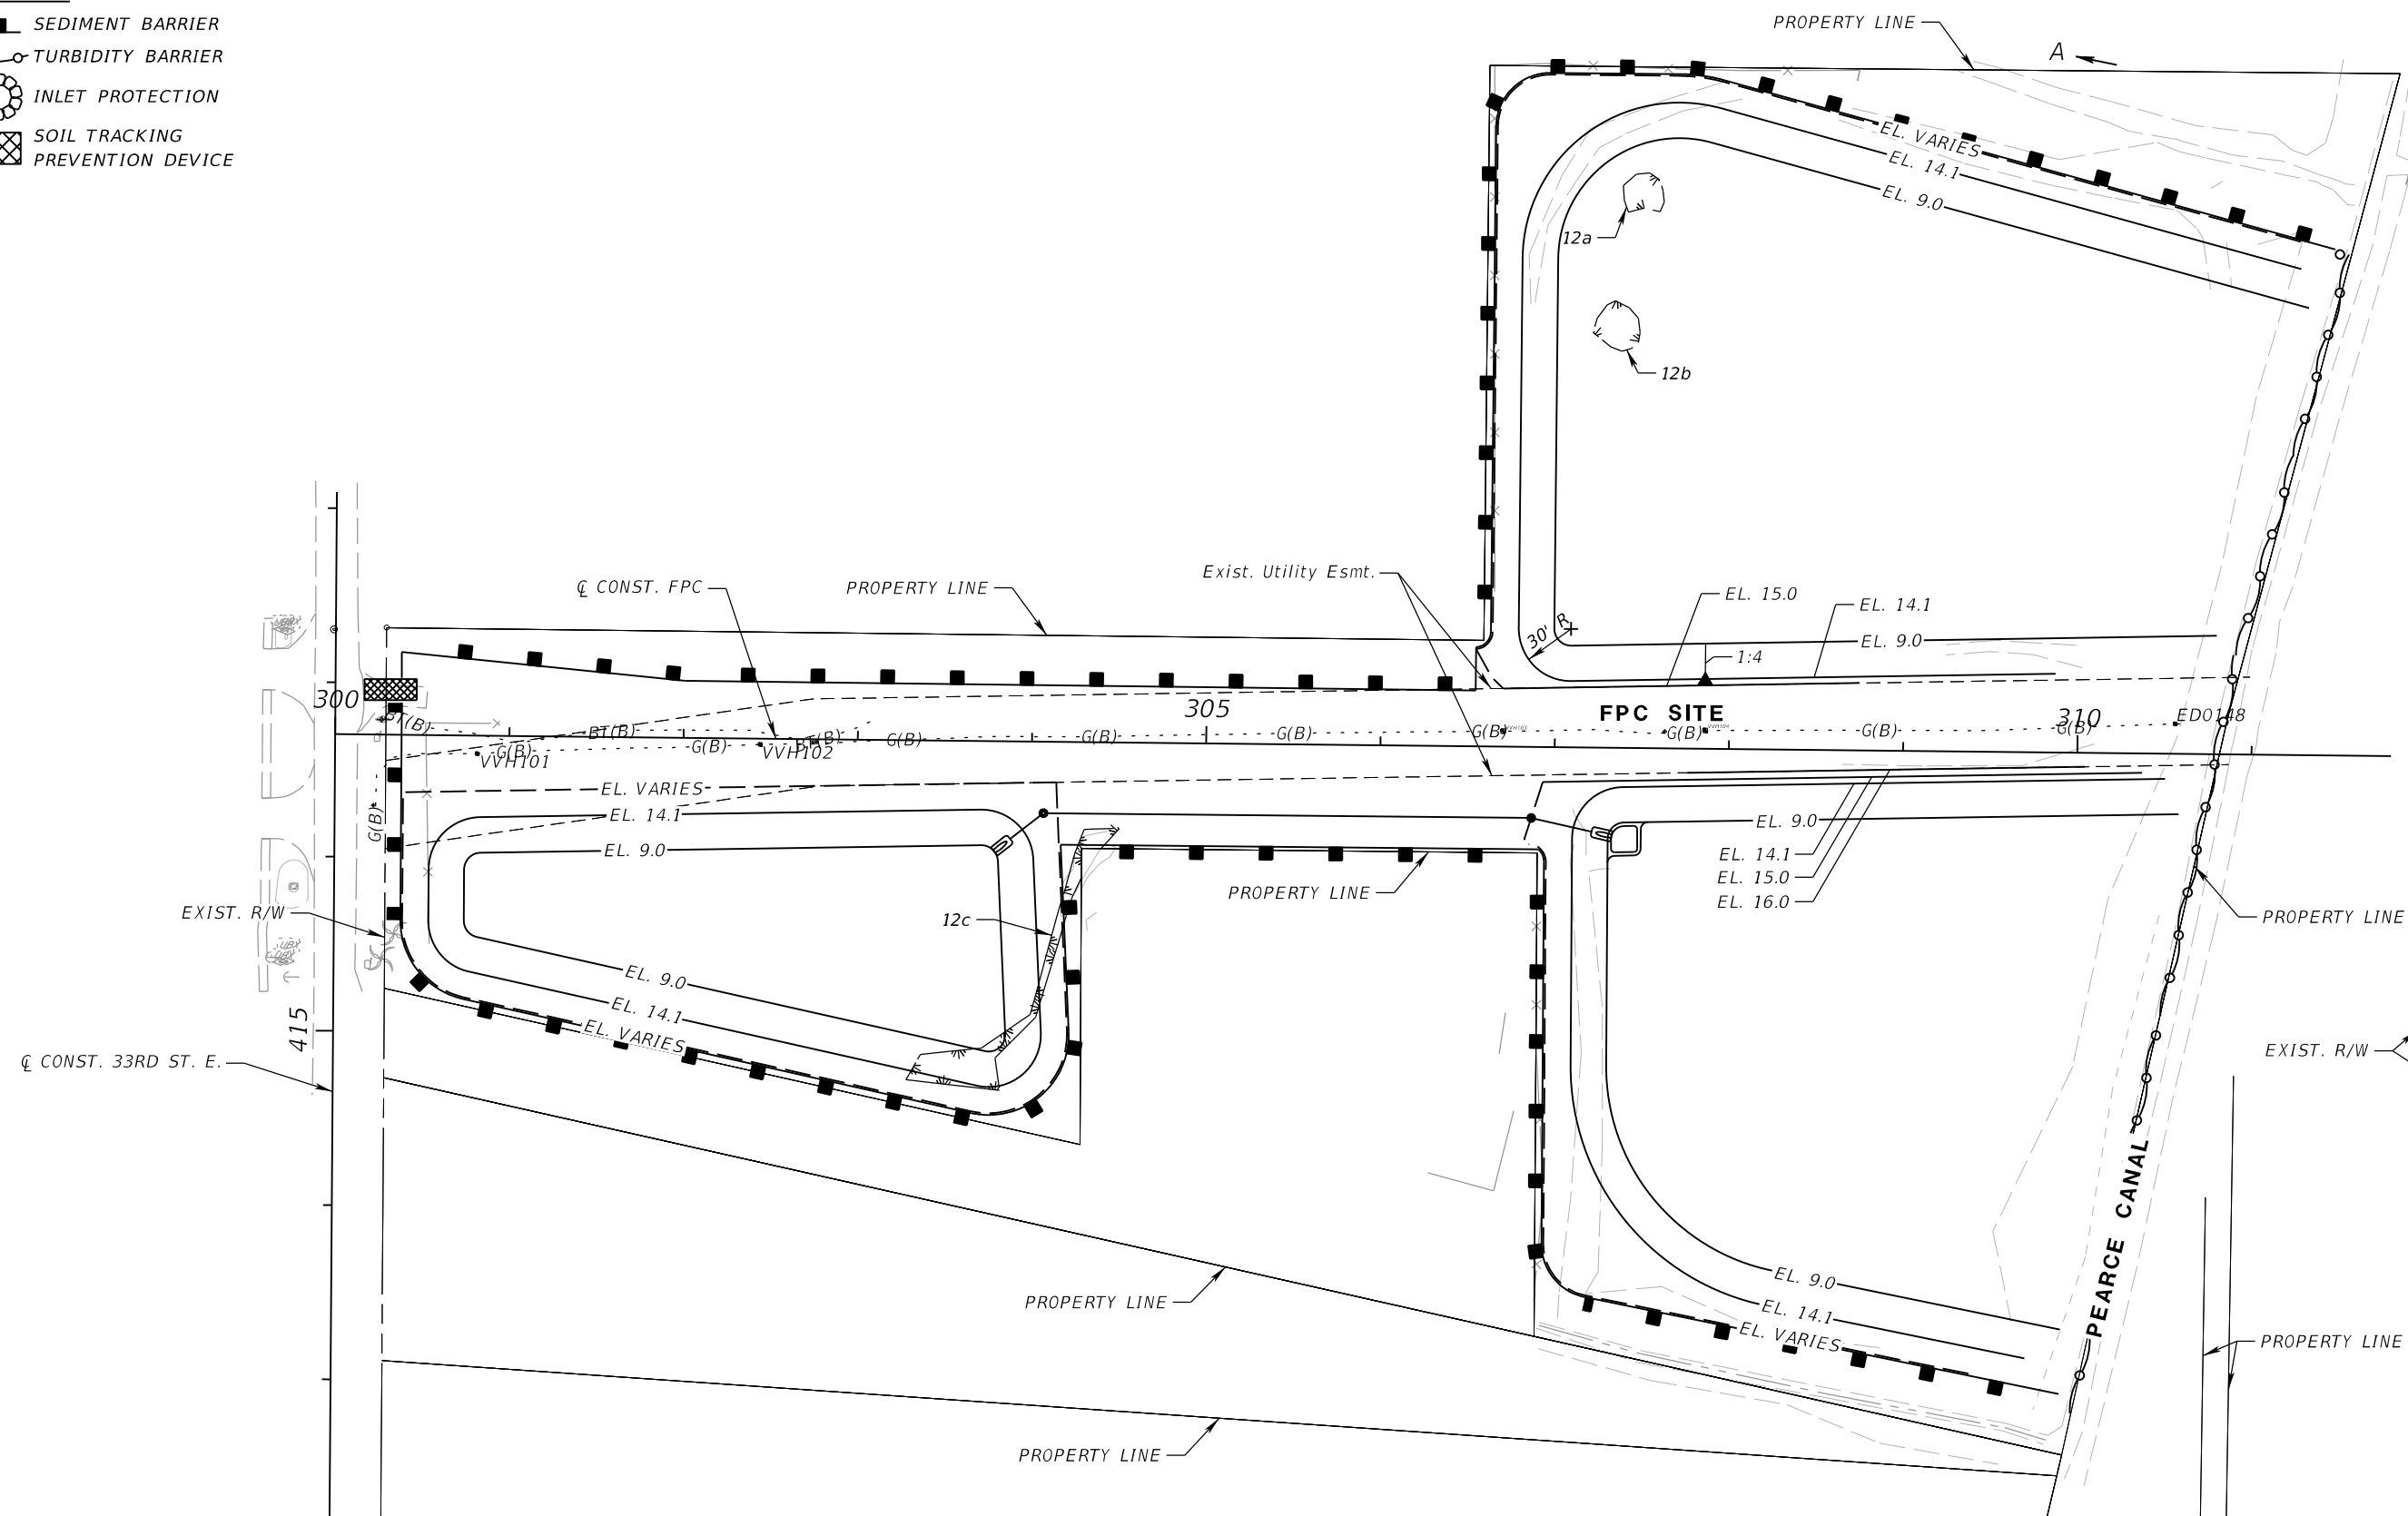 SEDIMENT BARRIER
TURBIDITY BARRIER
INLET PROTECTION
SOIL TRACKING
PREVENTION DEVICE
PROPERTY LINE
A
EL. VARIES
EL. 14.1
EL. 9.0
12a
12b
℄ CONST. FPC
PROPERTY LINE
Exist. Utility Esmt.
30' R
EL. 15.0
EL. 14.1
EL. 9.0
1:4
300
305
FPC SITE
310
ED0148
BT(B)
BT(B)
BT(B)
G(B)
G(B)
G(B)
G(B)
G(B)
G(B)
G(B)
G(B)
G(B)
VVH101
VVH102
VVH103
VVH104
G(B)
EL. VARIES
EL. 14.1
EL. 9.0
EL. 9.0
EL. 14.1
EL. 15.0
EL. 16.0
PROPERTY LINE
PROPERTY LINE
EXIST. R/W
12c
UBX
UBX
EL. 9.0
EL. 14.1
EL. VARIES
415
℄ CONST. 33RD ST. E.
EXIST. R/W
PEARCE CANAL
EL. 9.0
EL. 14.1
EL. VARIES
PROPERTY LINE
PROPERTY LINE
PROPERTY LINE